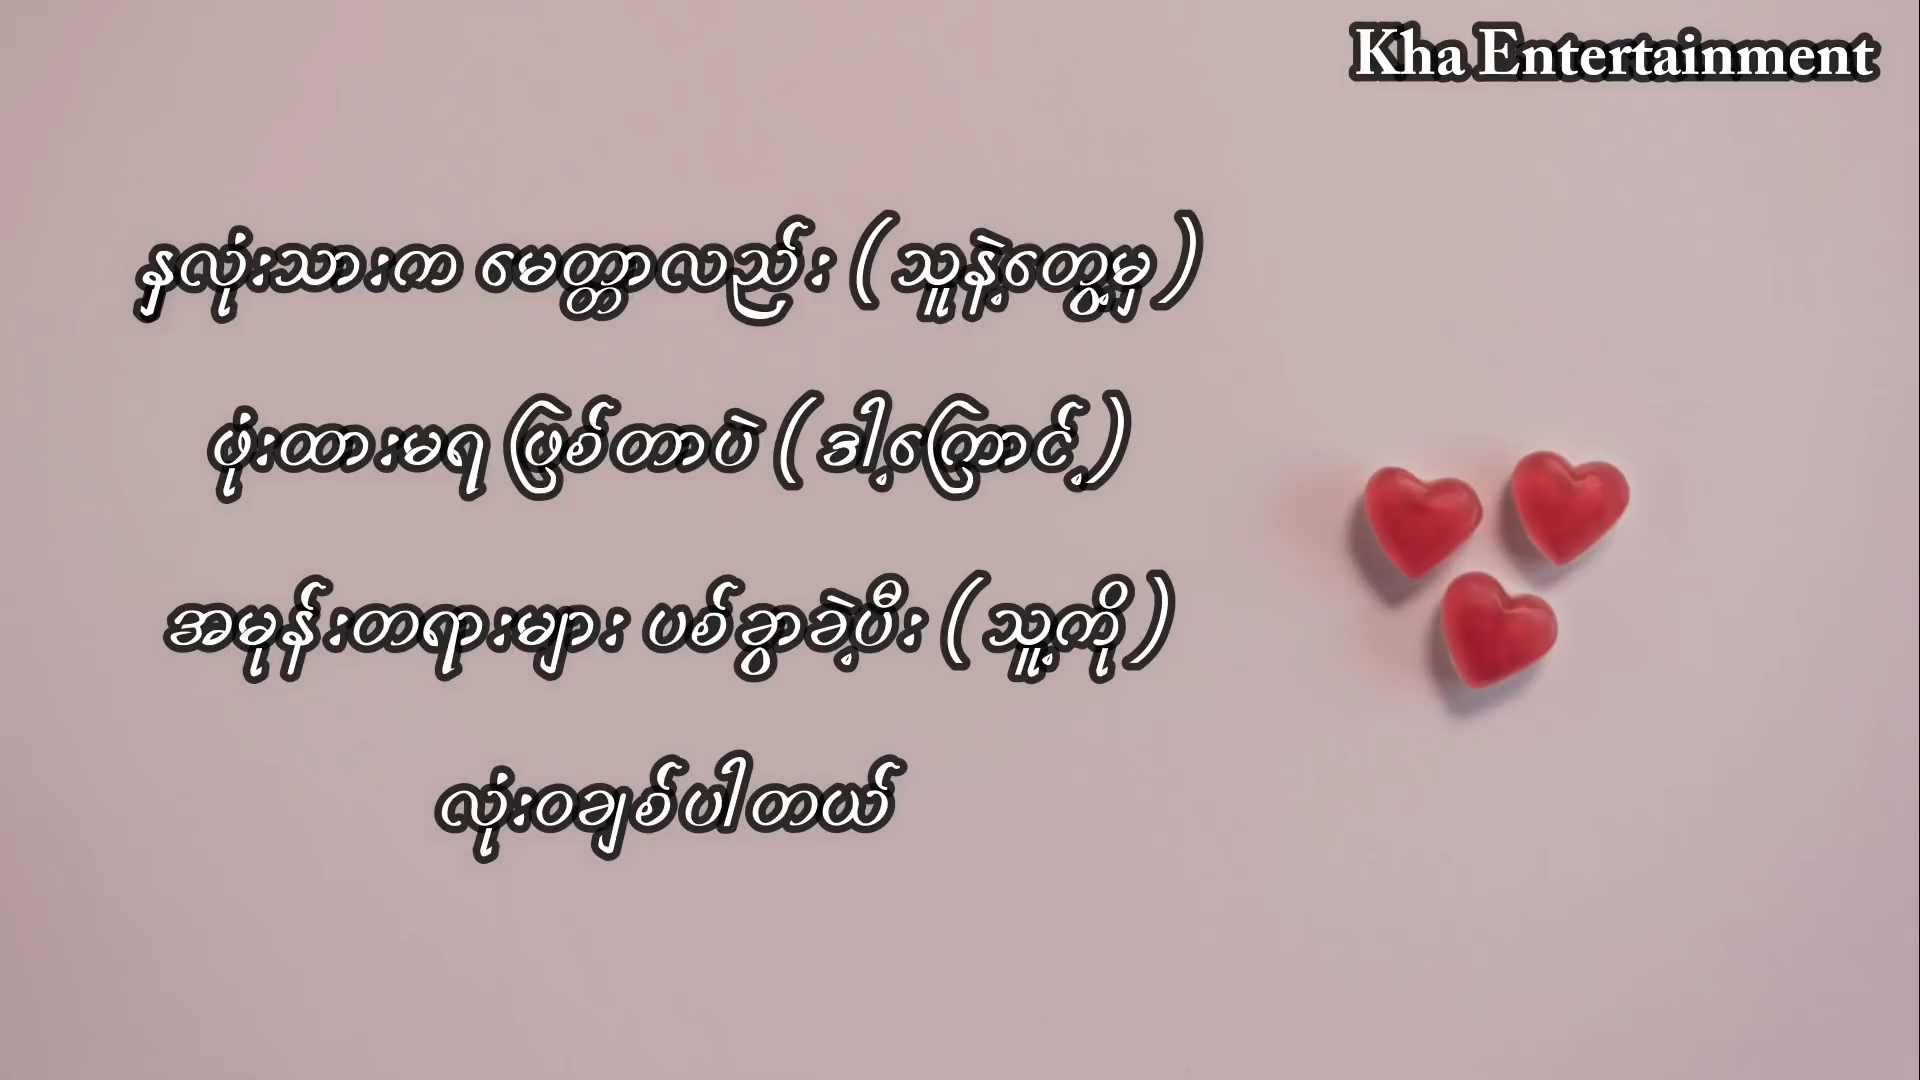 Kha Entertainment
နှလုံးသားက မေတ္တာလည်း ( သူနဲ့တွေ့မှ )
ဖုံးထားမရ ဖြစ်တာပဲ ( ဒါ့ကြောင့် )
အမုန်းတရားများ ပစ်ခွာခဲ့ပီး ( သူ့ကို )
လုံးဝချစ်ပါတယ်